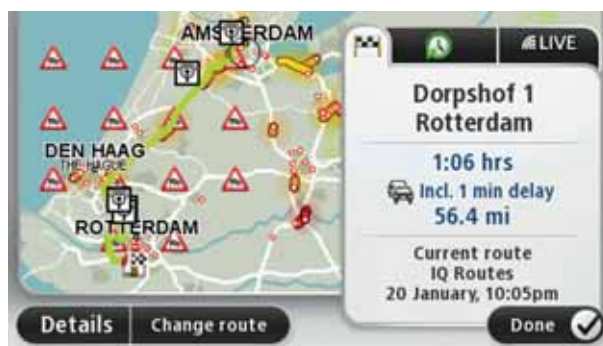 AMSTERDAM
DEN HAAG
THE HAGUE
ROTTERDAM
LIVE
Dorpshof 1
Rotterdam
1:06 hrs
Incl. 1 min delay
56.4 mi
Current route
IQ Routes
20 January, 10:05pm
Details
Change route
Done